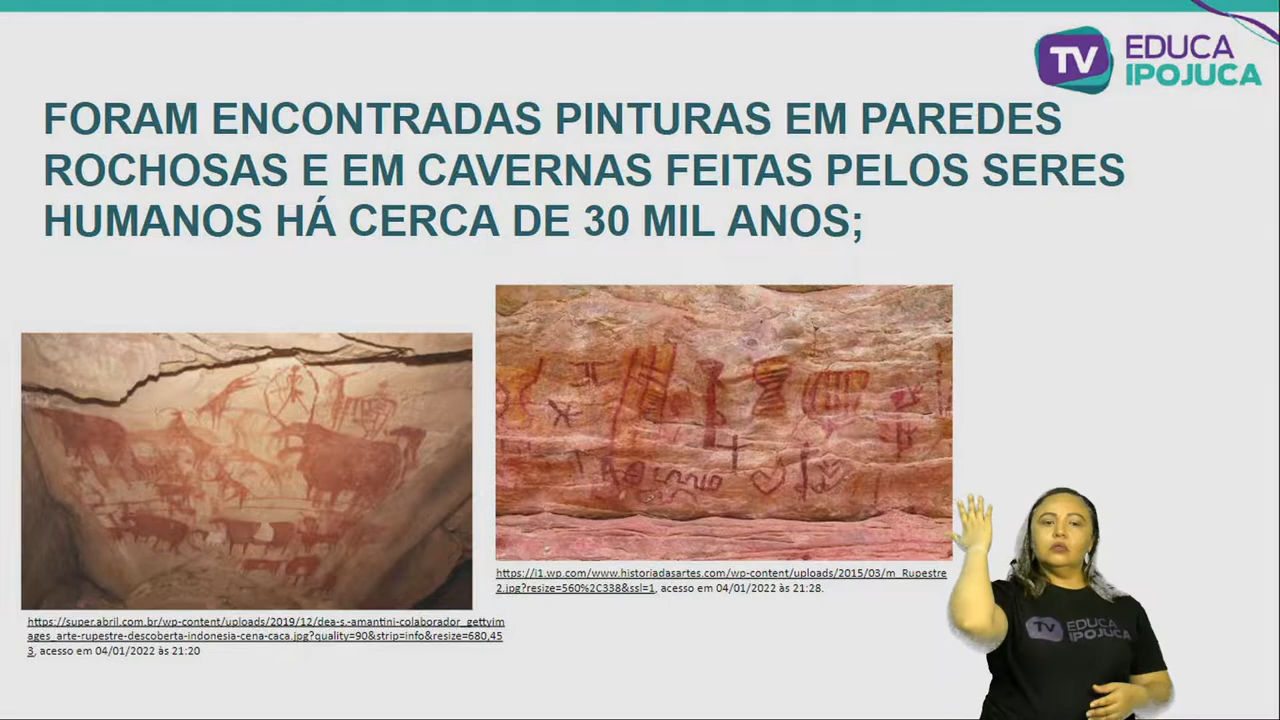 TV EDUCA
IPOJUCA
FORAM ENCONTRADAS PINTURAS EM PAREDES
ROCHOSAS E EM CAVERNAS FEITAS PELOS SERES
HUMANOS HÁ CERCA DE 30 MIL ANOS;
https://super.abril.com.br/wp-content/uploads/2019/12/dea-s.-amantini-colaborador_gettyim
ages_arte-rupestre-descoberta-indonesia-cena-caca.jpg?quality=90&strip=info&resize=680,45
3, acesso em 04/01/2022 às 21:20
https://i1.wp.com/www.historiadasartes.com/wp-content/uploads/2015/03/m_Rupestre
2.jpg?resize=560%2C338&ssl=1, acesso em 04/01/2022 às 21:28.
TV EDUCA
IPOJUCA